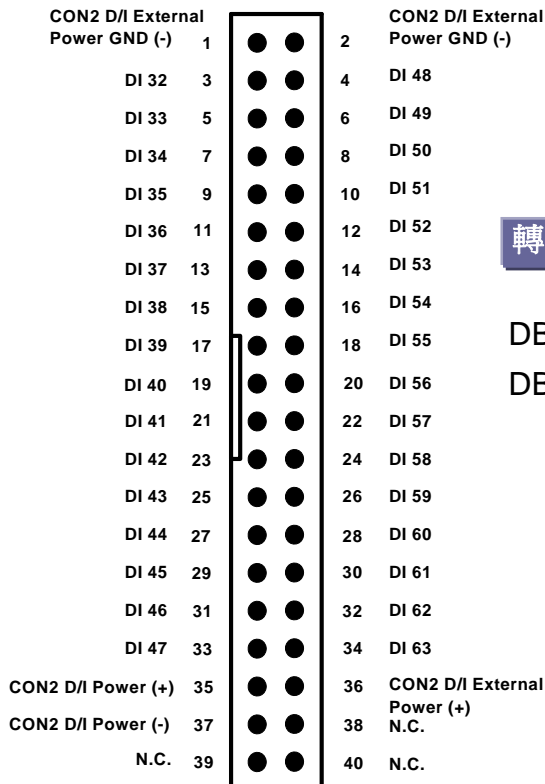 CON2 D/I External
Power GND (-) 1
2 CON2 D/I External
Power GND (-)
DI 32 3 4 DI 48
DI 33 5 6 DI 49
DI 34 7 8 DI 50
DI 35 9 10 DI 51
DI 36 11 12 DI 52
DI 37 13 14 DI 53
DI 38 15 16 DI 54
DI 39 17 18 DI 55
DI 40 19 20 DI 56
DI 41 21 22 DI 57
DI 42 23 24 DI 58
DI 43 25 26 DI 59
DI 44 27 28 DI 60
DI 45 29 30 DI 61
DI 46 31 32 DI 62
DI 47 33 34 DI 63
CON2 D/I Power (+) 35 36 CON2 D/I External
Power (+)
CON2 D/I Power (-) 37 38 N.C.
N.C. 39 40 N.C.
轉
DB
DB